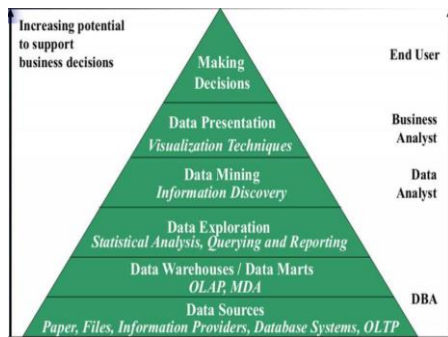 Increasing potential
to support
business decisions
End User
Making
Decisions
Data Presentation
Visualization Techniques
Business
Analyst
Data Mining
Information Discovery
Data
Analyst
Data Exploration
Statistical Analysis, Querying and Reporting
Data Warehouses / Data Marts
OLAP, MDA
DBA
Data Sources
Paper, Files, Information Providers, Database Systems, OLTP